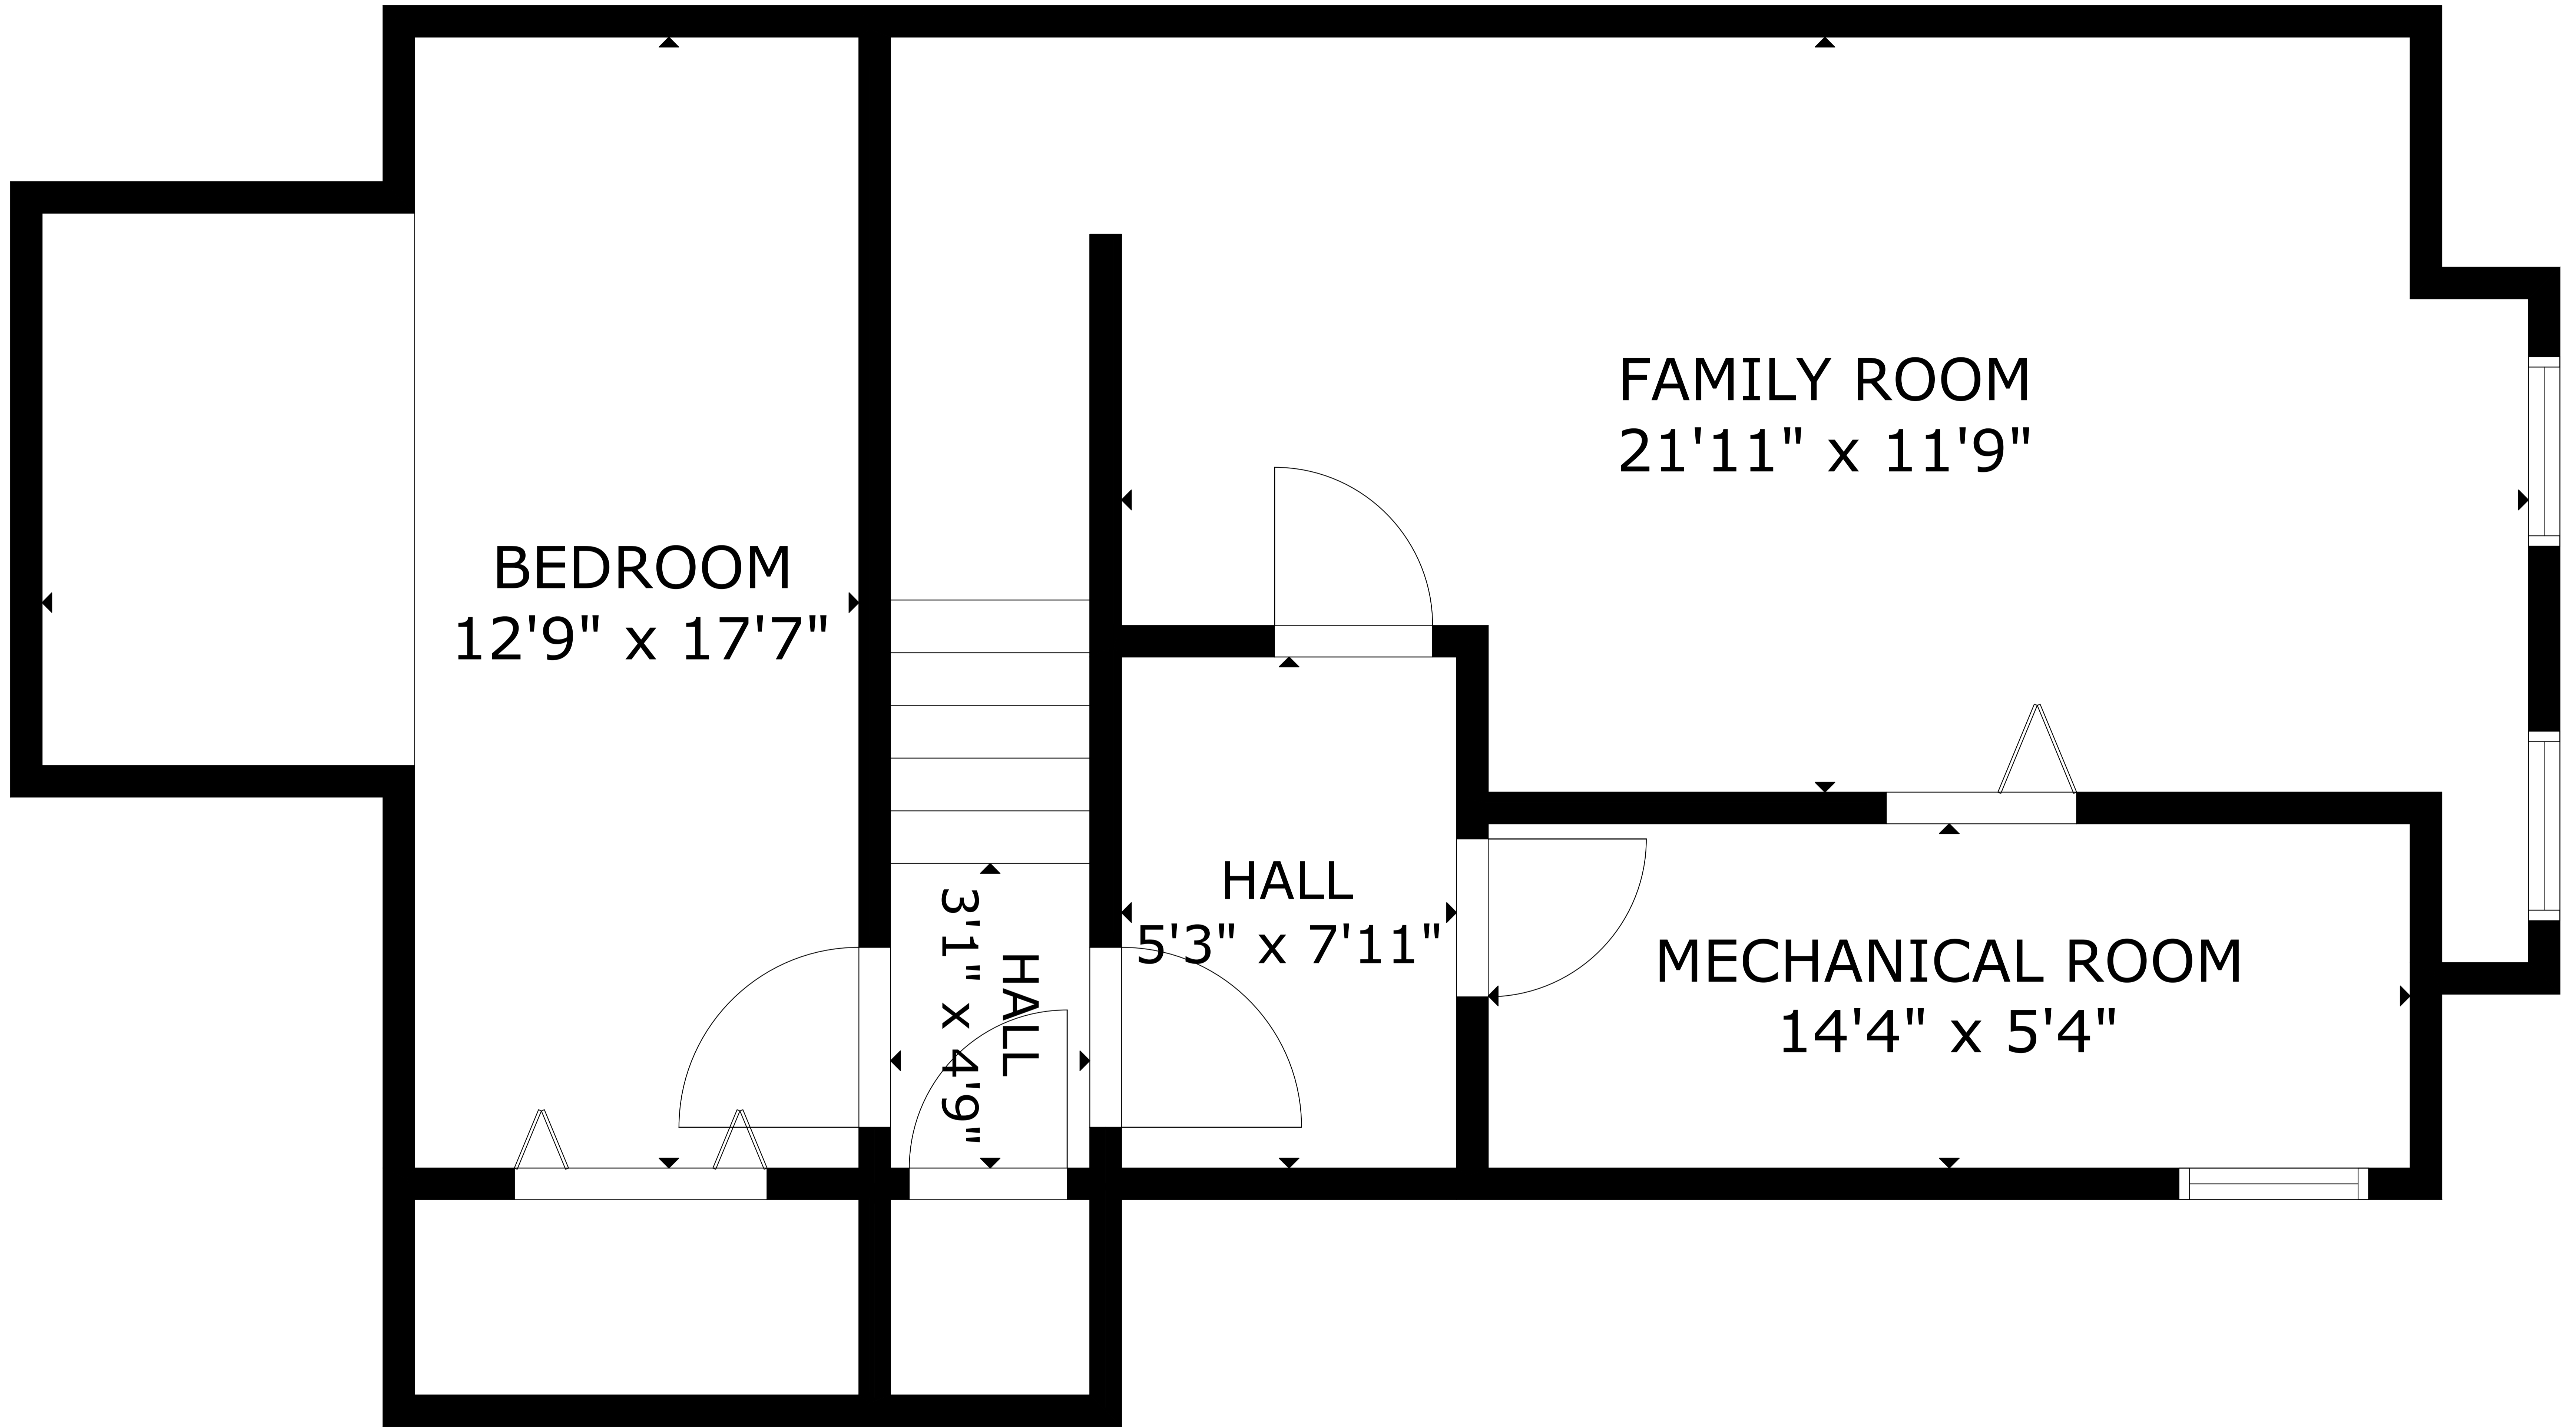 FAMILY ROOM
21'11" x 11'9"
BEDROOM
12'9" x 17'7"
HALL
5'3" x 7'11"
HALL
3'1" x 4'9"
MECHANICAL ROOM
14'4" x 5'4"